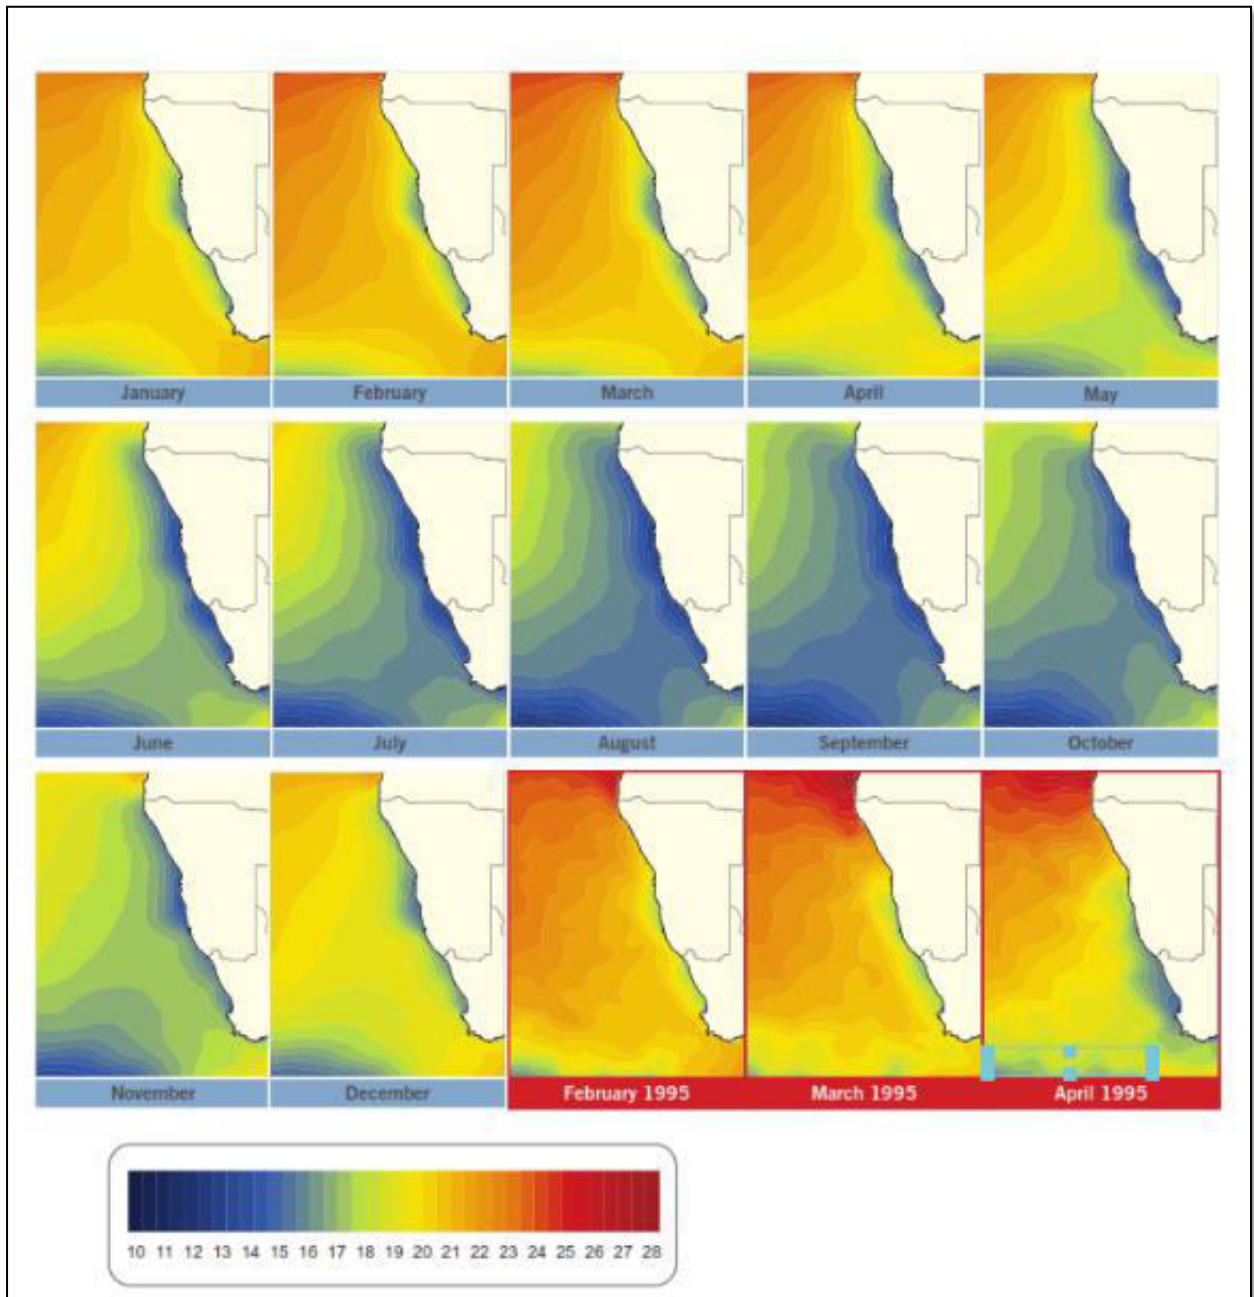 January February March April May
June July August September October
November December February 1995 March 1995 April 1995
10 11 12 13 14 15 16 17 18 19 20 21 22 23 24 25 26 27 28